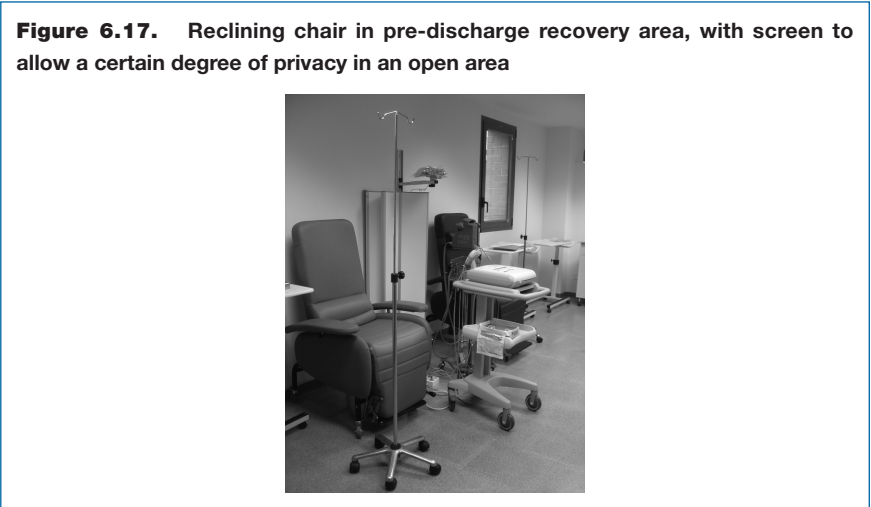 Figure 6.17. Reclining chair in pre-discharge recovery area, with screen to
allow a certain degree of privacy in an open area